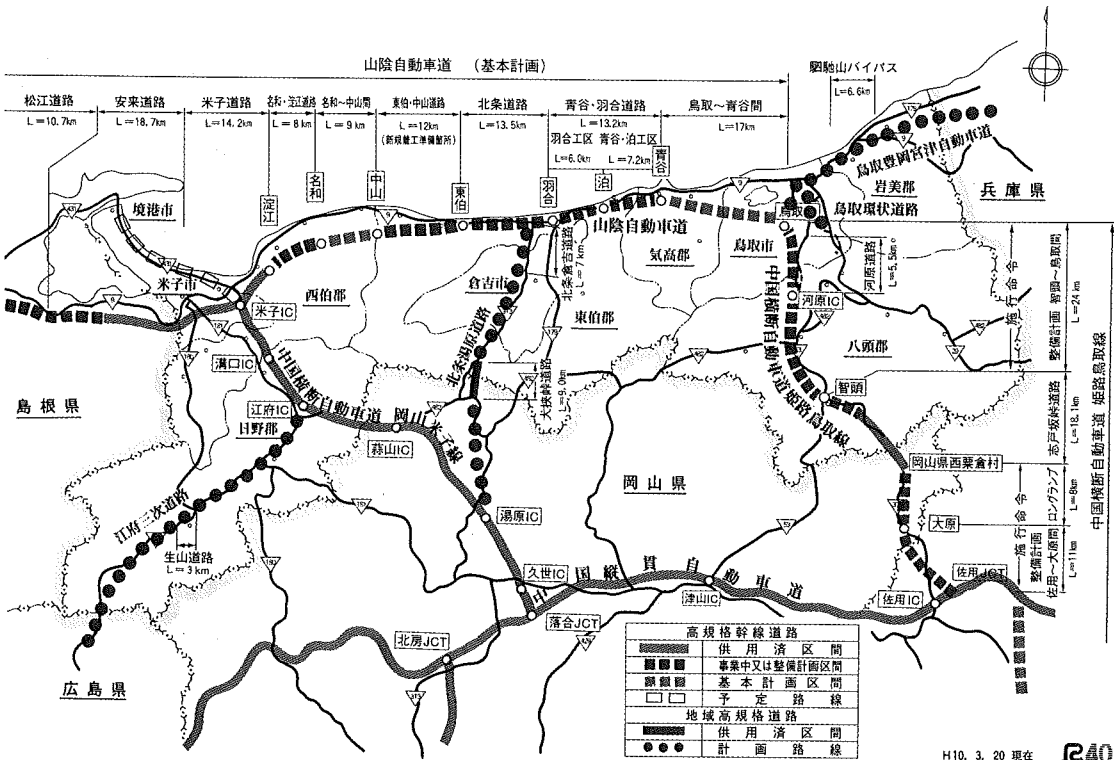 山陰自動車道 (基本計画)
駟馳山バイパス
L=6.6km
松江道路
L=10.7km
安来道路
L=18.7km
米子道路
L=14.2km
名和・淀江道路
L=8km
名和~中山間
L=9km
東伯・中山道路
L=12km
(新規着工準備箇所)
北条道路
L=13.5km
青谷・羽合道路
L=13.2km
羽合工区 青谷・泊工区
L=6.0km L=7.2km
鳥取~青谷間
L=17km
淀江
名和
中山
東伯
羽合
泊
青谷
鳥取
鳥取豊岡宮津自動車道
岩美郡
兵庫県
鳥取環状道路
境港市
米子市
米子IC
西伯郡
倉吉市
北条倉吉道路
L=7km
山陰自動車道
気高郡
鳥取市
東伯郡
河原道路
L=5.5km
河原IC
八頭郡
溝口IC
江府IC
日野郡
島根県
中国横断自動車道 岡山米子線
蒜山IC
北条湯原道路
犬挟峠道路
L=9.0km
中国横断自動車道姫路鳥取線
智頭
岡山県西粟倉村
岡山県
湯原IC
大原
江府三次道路
生山道路
L=3km
久世IC
中国縦貫自動車道
津山IC
佐用IC
佐用JCT
落合JCT
北房JCT
広島県
施行命令
整備計画 智頭~鳥取間
L=24km
志戸坂峠道路
L=18.1km
ロングランプ
L=8km
施行命令
整備計画
佐用~大原間
L=11km
中国横断自動車道 姫路鳥取線
高規格幹線道路
供用済区間
事業中又は整備計画区間
基本計画区間
予定路線
地域高規格道路
供用済区間
計画路線
H10. 3. 20 現在
R40